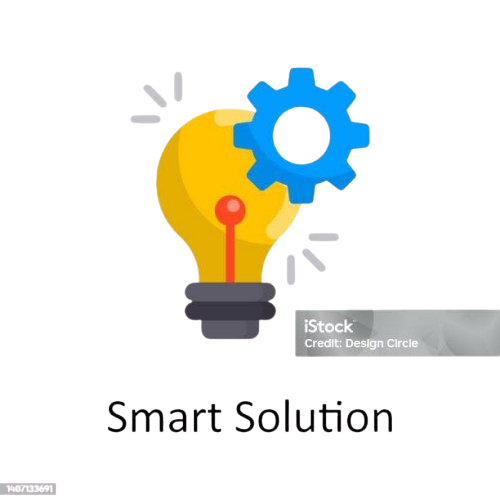 iStock
Credit: Design Circle
Smart Solution
1407133691